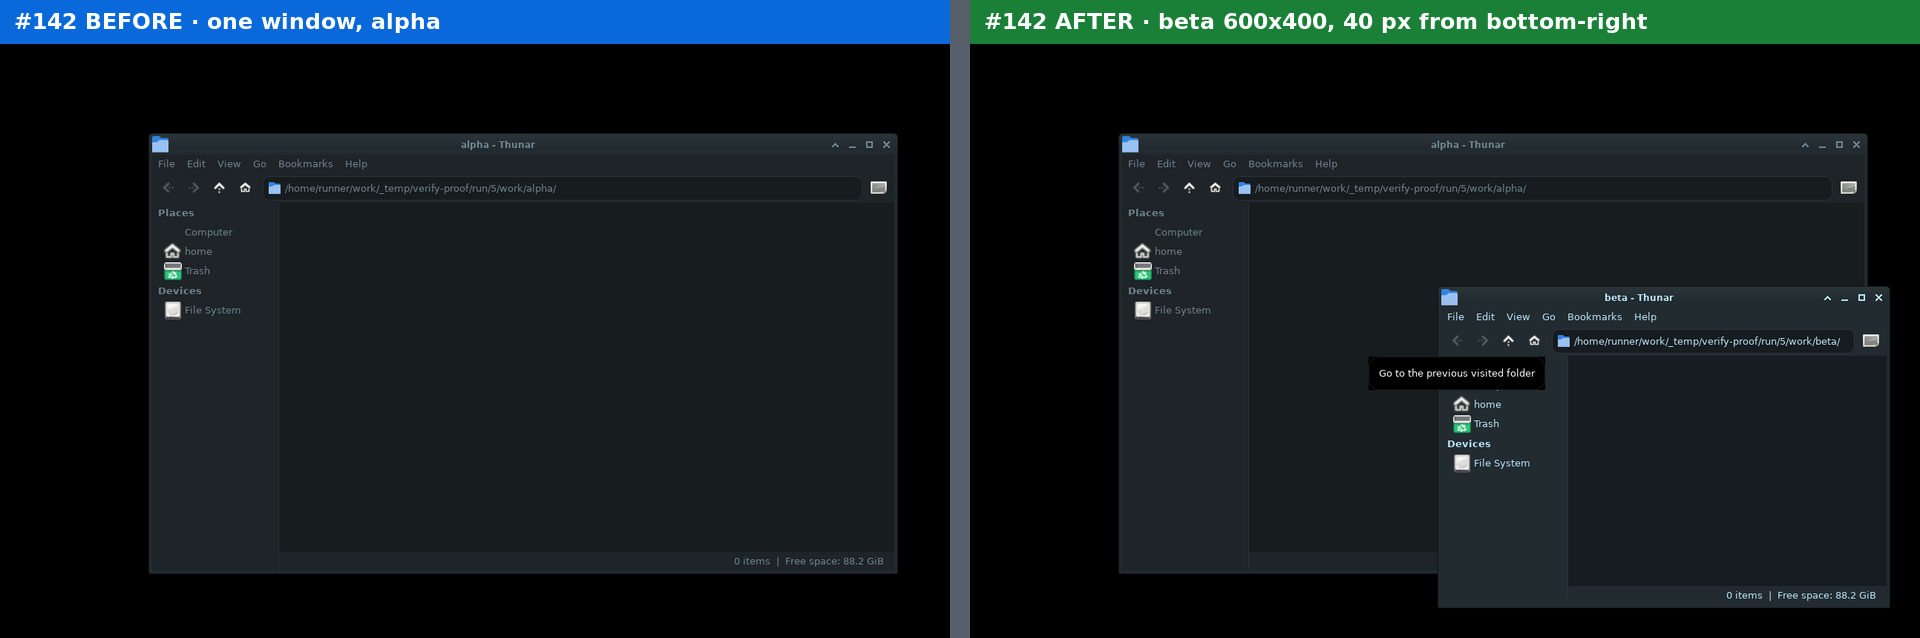 #142 BEFORE · one window, alpha
alpha - Thunar
File Edit View Go Bookmarks Help
/home/runner/work/_temp/verify-proof/run/5/work/alpha/
Places
Computer
home
Trash
Devices
File System
0 items | Free space: 88.2 GiB
#142 AFTER · beta 600x400, 40 px from bottom-right
alpha - Thunar
File Edit View Go Bookmarks Help
/home/runner/work/_temp/verify-proof/run/5/work/alpha/
Places
Computer
home
Trash
Devices
File System
beta - Thunar
File Edit View Go Bookmarks Help
/home/runner/work/_temp/verify-proof/run/5/work/beta/
Go to the previous visited folder
home
Trash
Devices
File System
0 items | Free space: 88.2 GiB